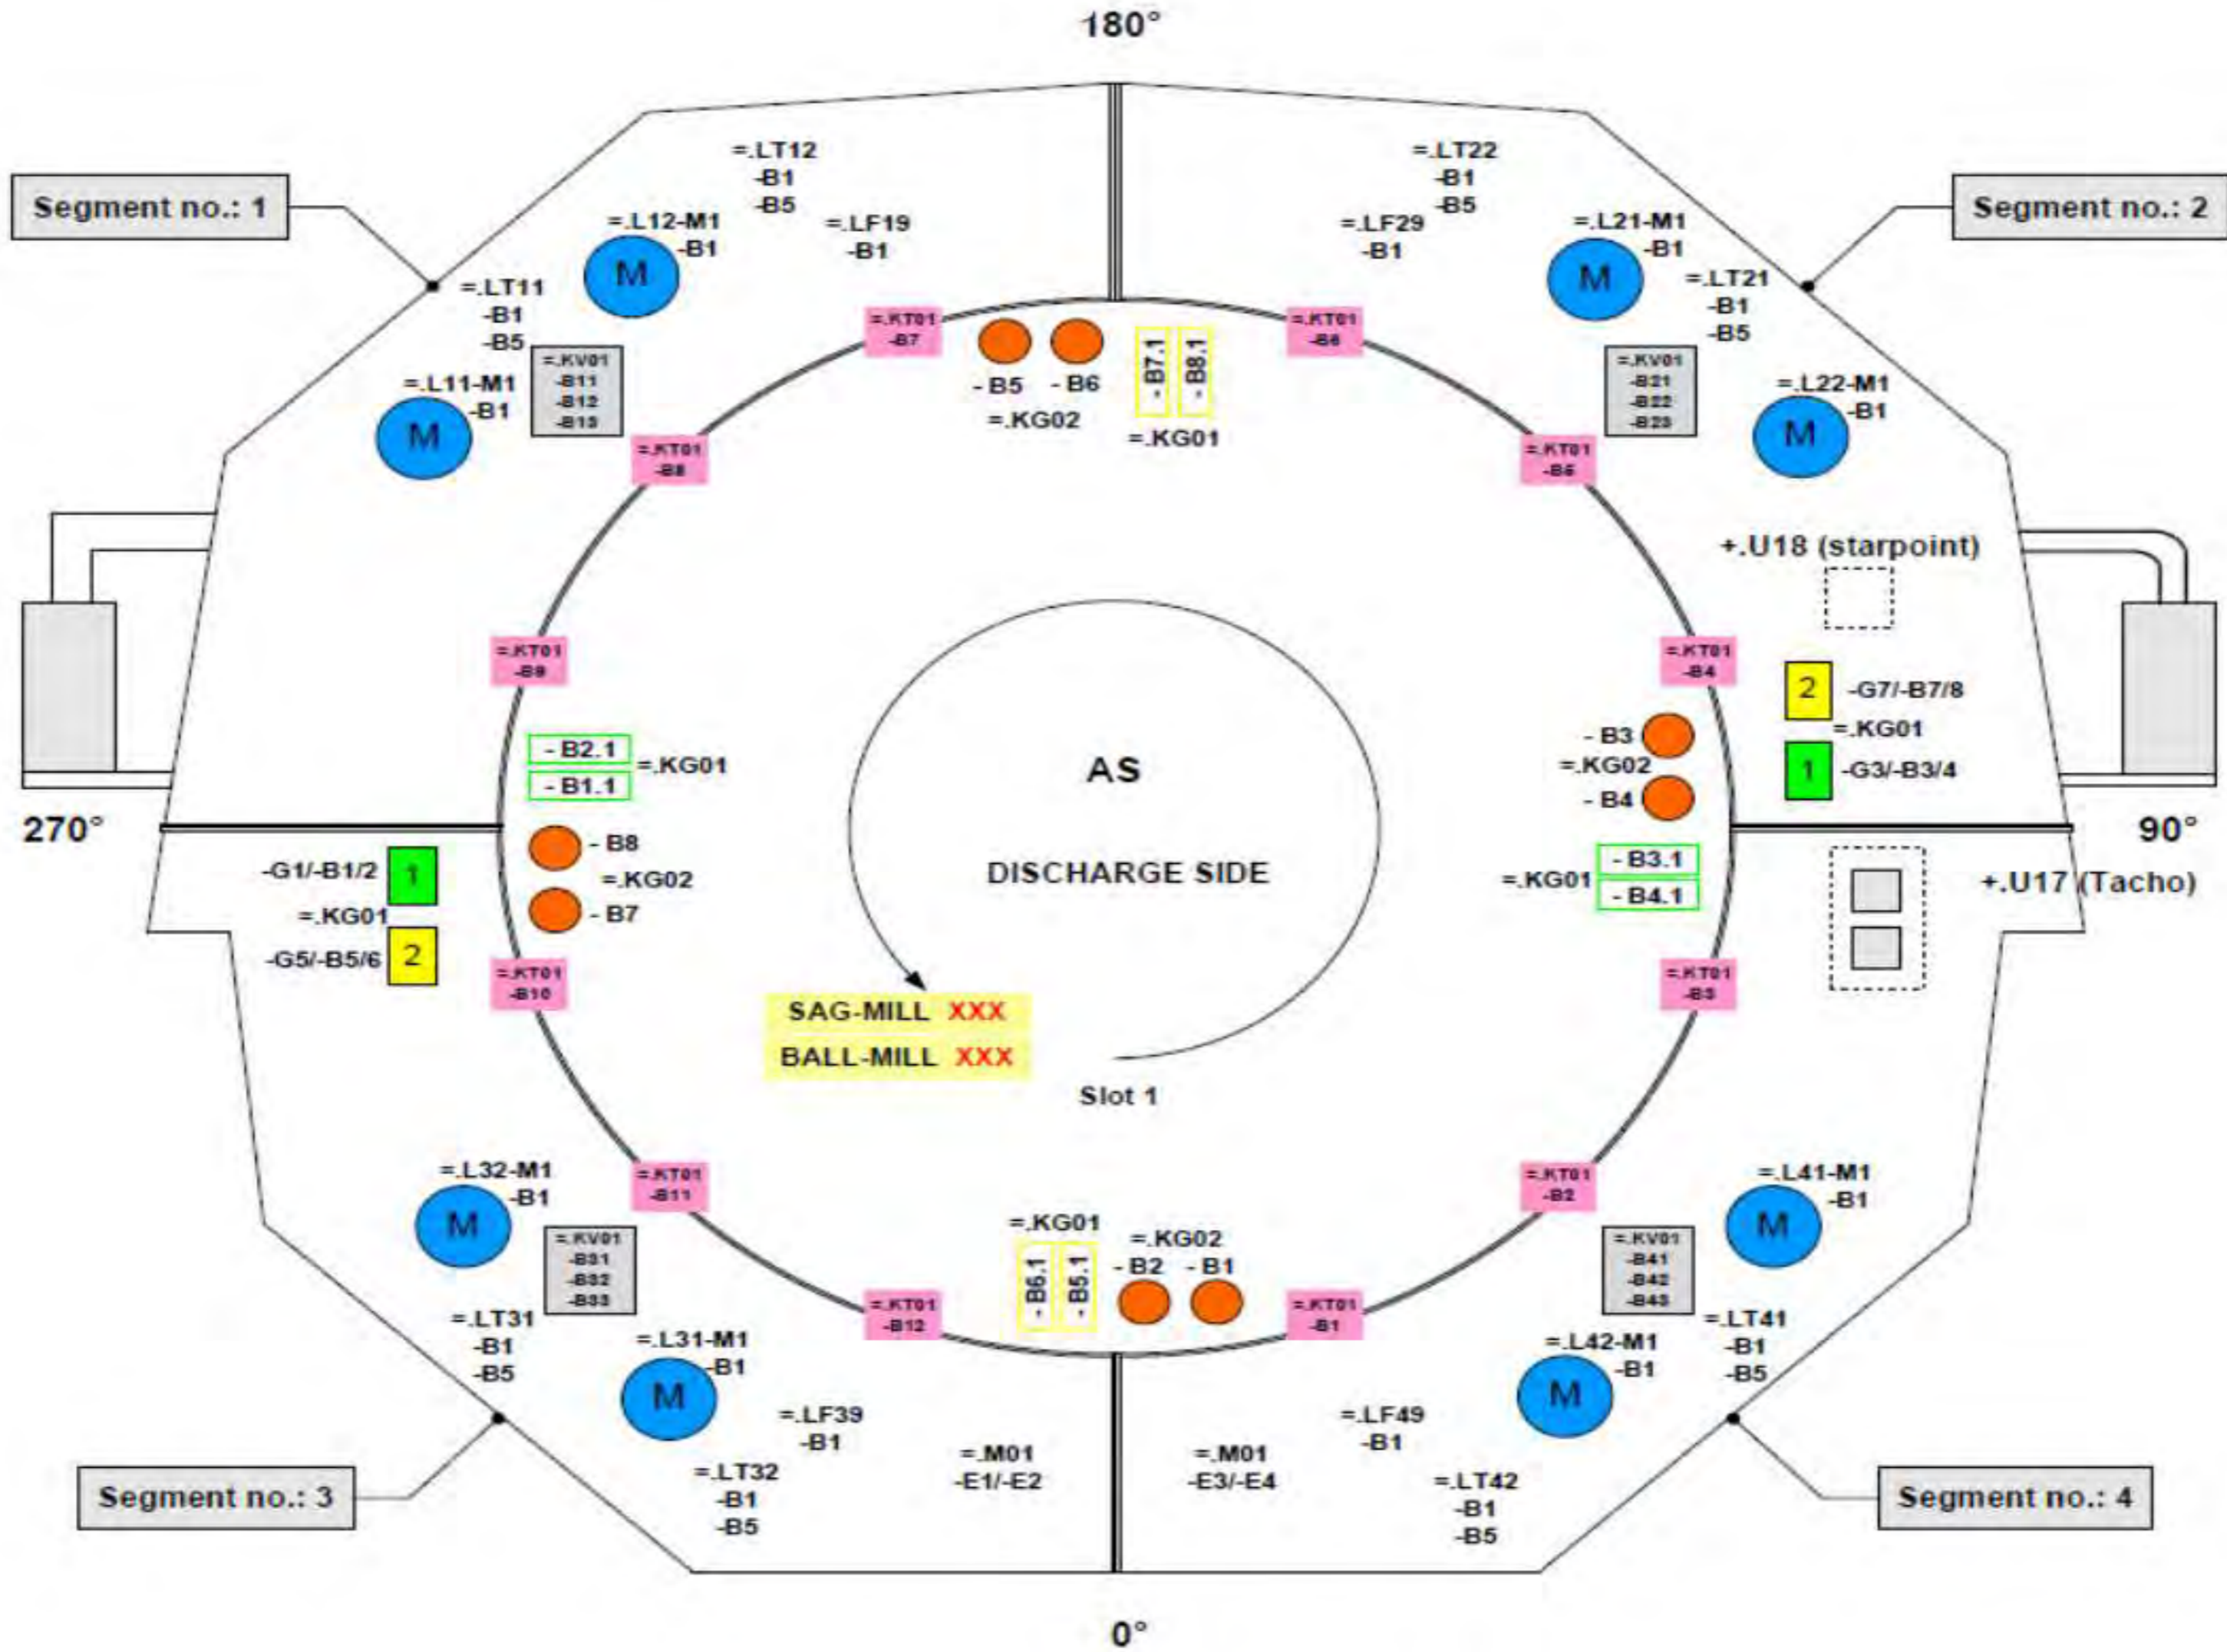 180°
Segment no.: 1
=.LT12
-B1
-B5
=.L12-M1
-B1
M
=.LF19
-B1
=.LT11
-B1
-B5
=.L11-M1
-B1
M
=.KV01
-B11
-B12
-B13
=.LT22
-B1
-B5
=.LF29
-B1
=.L21-M1
-B1
M
=.LT21
-B1
-B5
Segment no.: 2
=.KV01
-B21
-B22
-B23
=.L22-M1
-B1
M
=.KT01
-B7
- B5 - B6
=.KG02
- B7.1
- B8.1
=.KG01
=.KT01
-B6
=.KT01
-B8
=.KT01
-B5
+.U18 (starpoint)
=.KT01
-B9
=.KT01
-B4
2 -G7/-B7/8
=.KG01
1 -G3/-B3/4
- B2.1
=.KG01
- B1.1
AS
- B3
=.KG02
- B4
270°
90°
- B8
=.KG02
- B7
DISCHARGE SIDE
- B3.1
=.KG01
- B4.1
+.U17 (Tacho)
-G1/-B1/2 1
=.KG01
-G5/-B5/6 2
=.KT01
-B10
=.KT01
-B3
SAG-MILL XXX
BALL-MILL XXX
Slot 1
=.L32-M1
-B1
M
=.KT01
-B11
=.KT01
-B2
=.L41-M1
-B1
M
=.KV01
-B31
-B32
-B33
=.KG01
- B6.1
- B5.1
=.KG02
- B2 - B1
=.KV01
-B41
-B42
-B43
=.KT01
-B12
=.KT01
-B1
=.LT31
-B1
-B5
=.L31-M1
-B1
M
=.L42-M1
-B1
M
=.LT41
-B1
-B5
=.LF39
-B1
=.M01
-E1/-E2
=.M01
-E3/-E4
=.LF49
-B1
=.LT32
-B1
-B5
=.LT42
-B1
-B5
Segment no.: 3
Segment no.: 4
0°